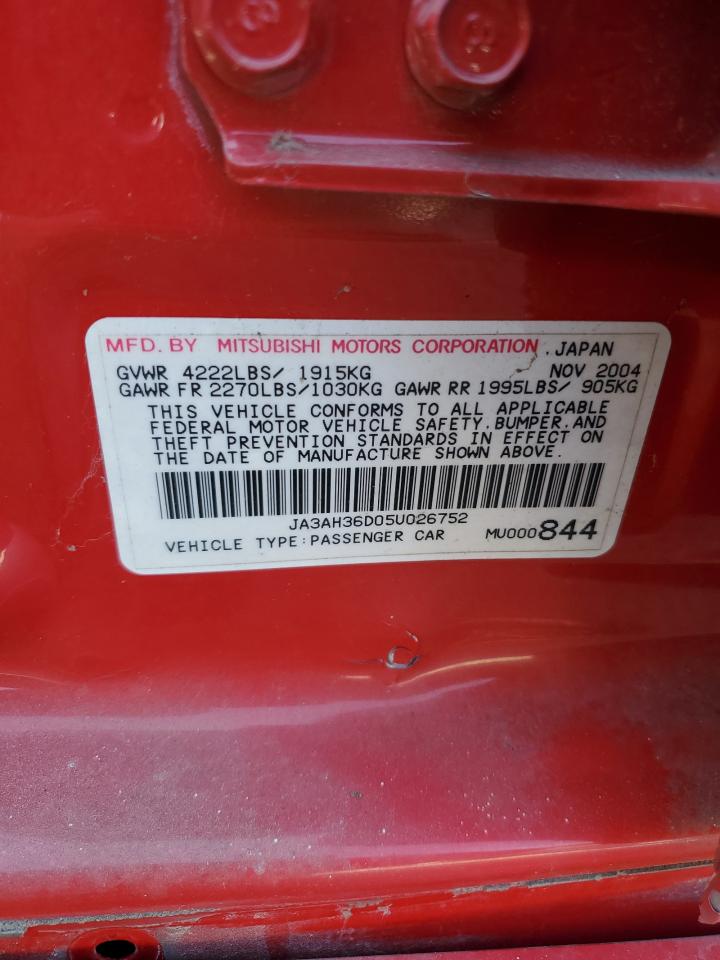 8 8
MFD. BY MITSUBISHI MOTORS CORPORATION .JAPAN
GVWR 4222LBS/ 1915KG NOV 2004
GAWR FR 2270LBS/1030KG GAWR RR 1995LBS/ 905KG
THIS VEHICLE CONFORMS TO ALL APPLICABLE
FEDERAL MOTOR VEHICLE SAFETY.BUMPER.AND
THEFT PREVENTION STANDARDS IN EFFECT ON
THE DATE OF MANUFACTURE SHOWN ABOVE.
JA3AH36D05U026752
VEHICLE TYPE:PASSENGER CAR MU000844